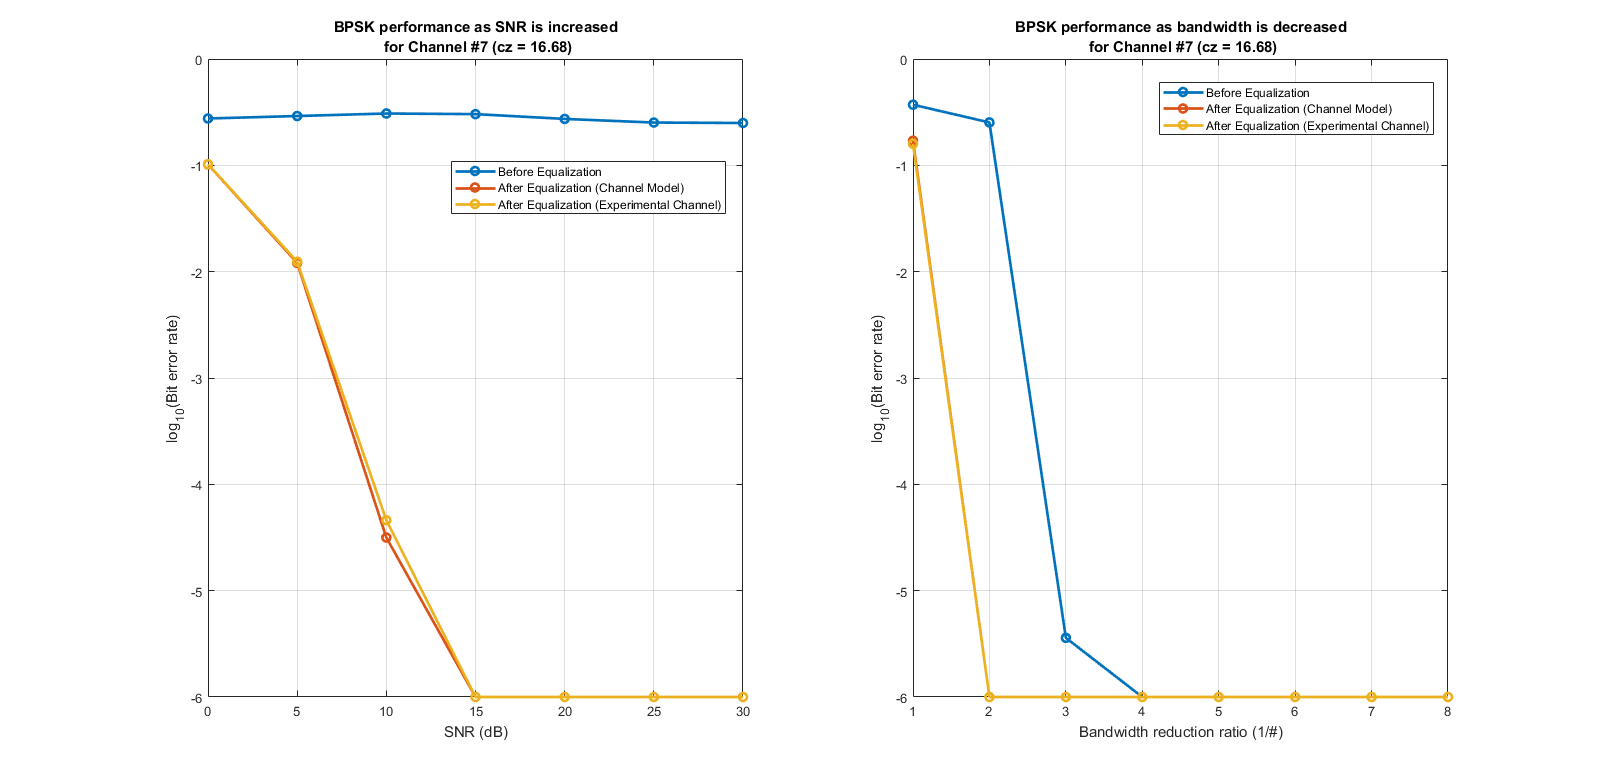 BPSK performance as SNR is increased
for Channel #7 (cz = 16.68)
0
-1
-2
-3
-4
-5
-6
log10(Bit error rate)
Before Equalization
After Equalization (Channel Model)
After Equalization (Experimental Channel)
0 5 10 15 20 25 30
SNR (dB)
BPSK performance as bandwidth is decreased
for Channel #7 (cz = 16.68)
0
-1
-2
-3
-4
-5
-6
log10(Bit error rate)
Before Equalization
After Equalization (Channel Model)
After Equalization (Experimental Channel)
1 2 3 4 5 6 7 8
Bandwidth reduction ratio (1/#)